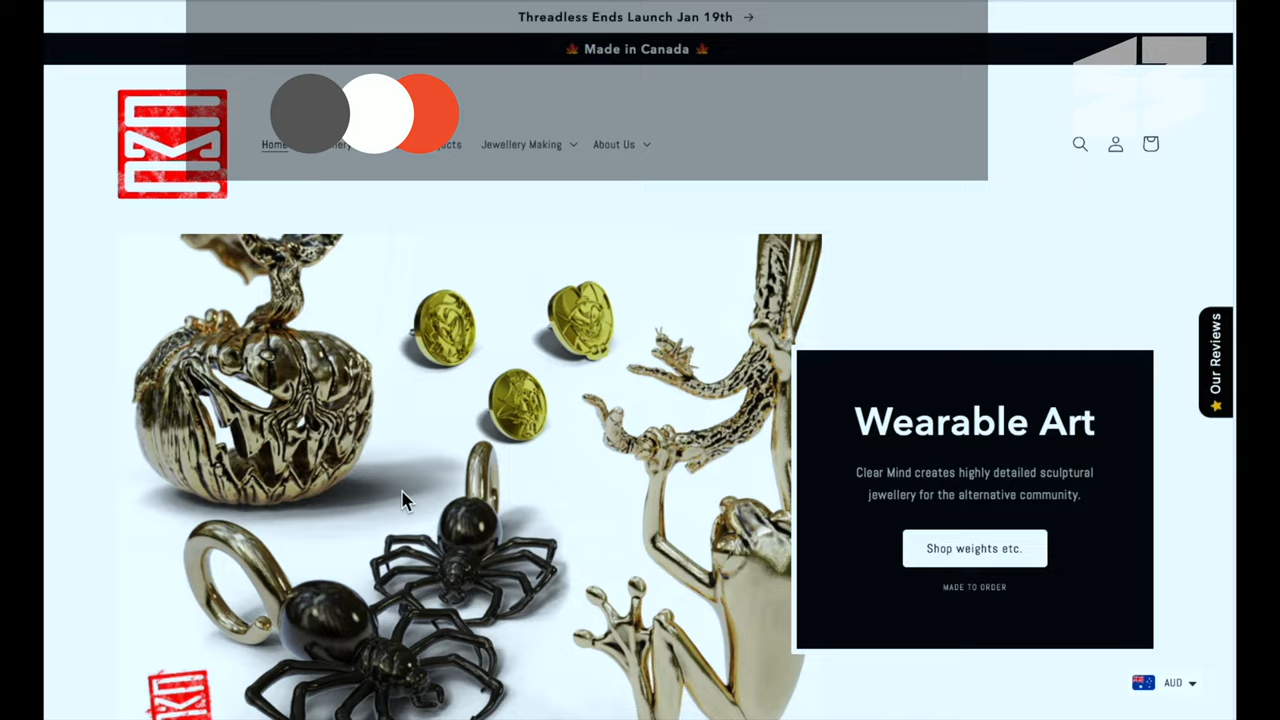 Threadless Ends Launch Jan 19th →
🍁 Made in Canada 🍁
Home
Jewellery Making
About Us
Wearable Art
Clear Mind creates highly detailed sculptural
jewellery for the alternative community.
Shop weights etc.
MADE TO ORDER
⭐ Our Reviews
AUD